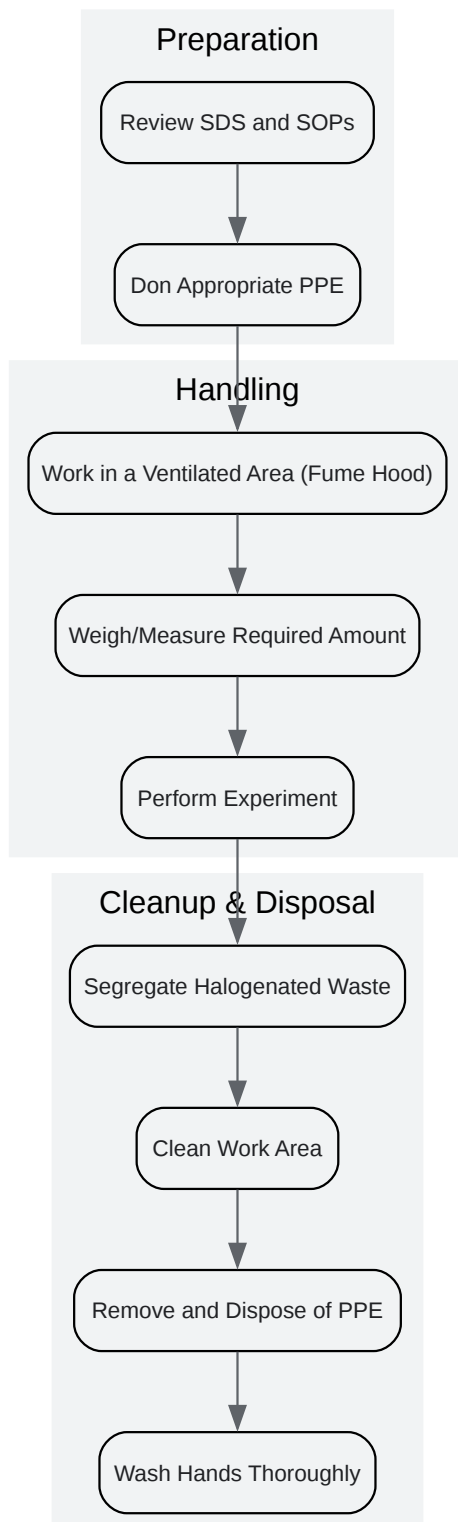 Preparation
Review SDS and SOPs
Don Appropriate PPE
Handling
Work in a Ventilated Area (Fume Hood)
Weigh/Measure Required Amount
Perform Experiment
Cleanup & Disposal
Segregate Halogenated Waste
Clean Work Area
Remove and Dispose of PPE
Wash Hands Thoroughly